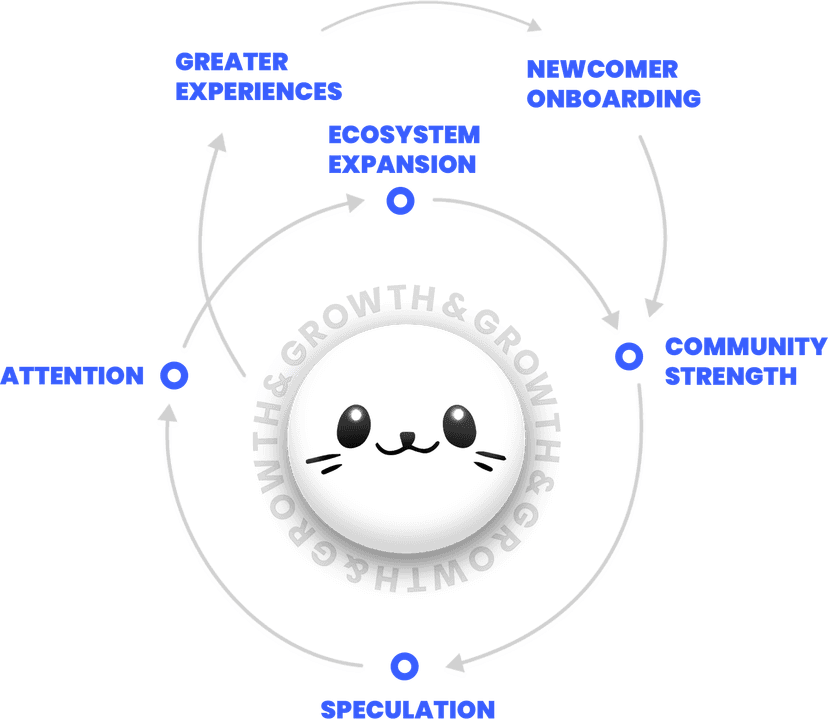 GREATER
EXPERIENCES
NEWCOMER
ONBOARDING
ECOSYSTEM
EXPANSION
ATTENTION
COMMUNITY
STRENGTH
GROWTH & GROWTH & GROWTH & GROWTH &
SPECULATION